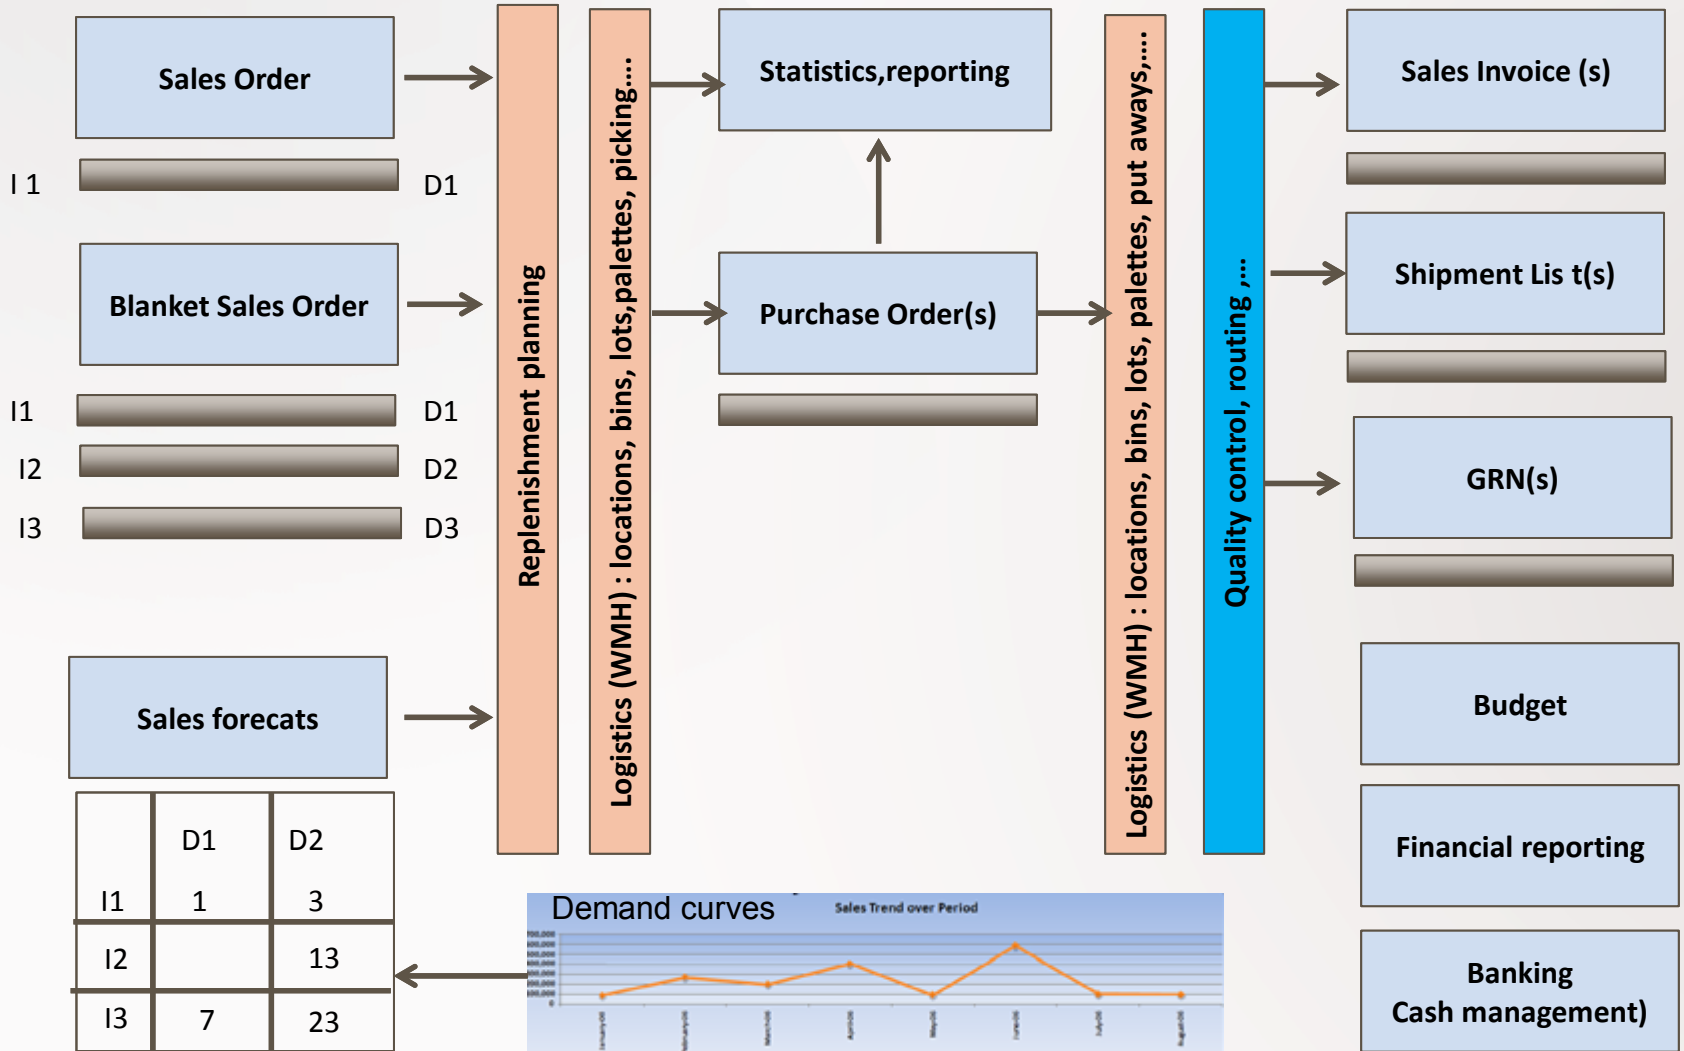 Sales Order
I 1
D1
Blanket Sales Order
I1
D1
I2
D2
I3
D3
Sales forecats
D1
D2
I1
1
3
I2
13
I3
7
23
Replenishment planning
Logistics (WMH) : locations, bins, lots,palettes, picking....
Statistics,reporting
Purchase Order(s)
Logistics (WMH) : locations, bins, lots, palettes, put aways,....
Quality control, routing ,...
Sales Invoice (s)
Shipment Lis t(s)
GRN(s)
Budget
Financial reporting
Banking
Cash management)
Demand curves
Sales Trend over Period
0